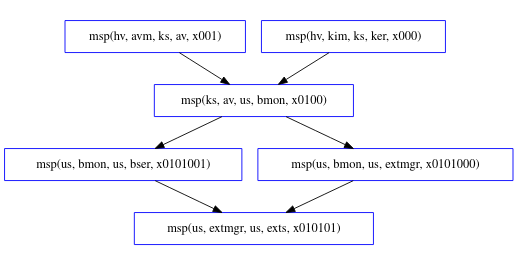 msp(hv, avm, ks, av, x001)
msp(hv, kim, ks, ker, x000)
msp(ks, av, us, bmon, x0100)
msp(us, bmon, us, bser, x0101001)
msp(us, bmon, us, extmgr, x0101000)
msp(us, extmgr, us, exts, x010101)